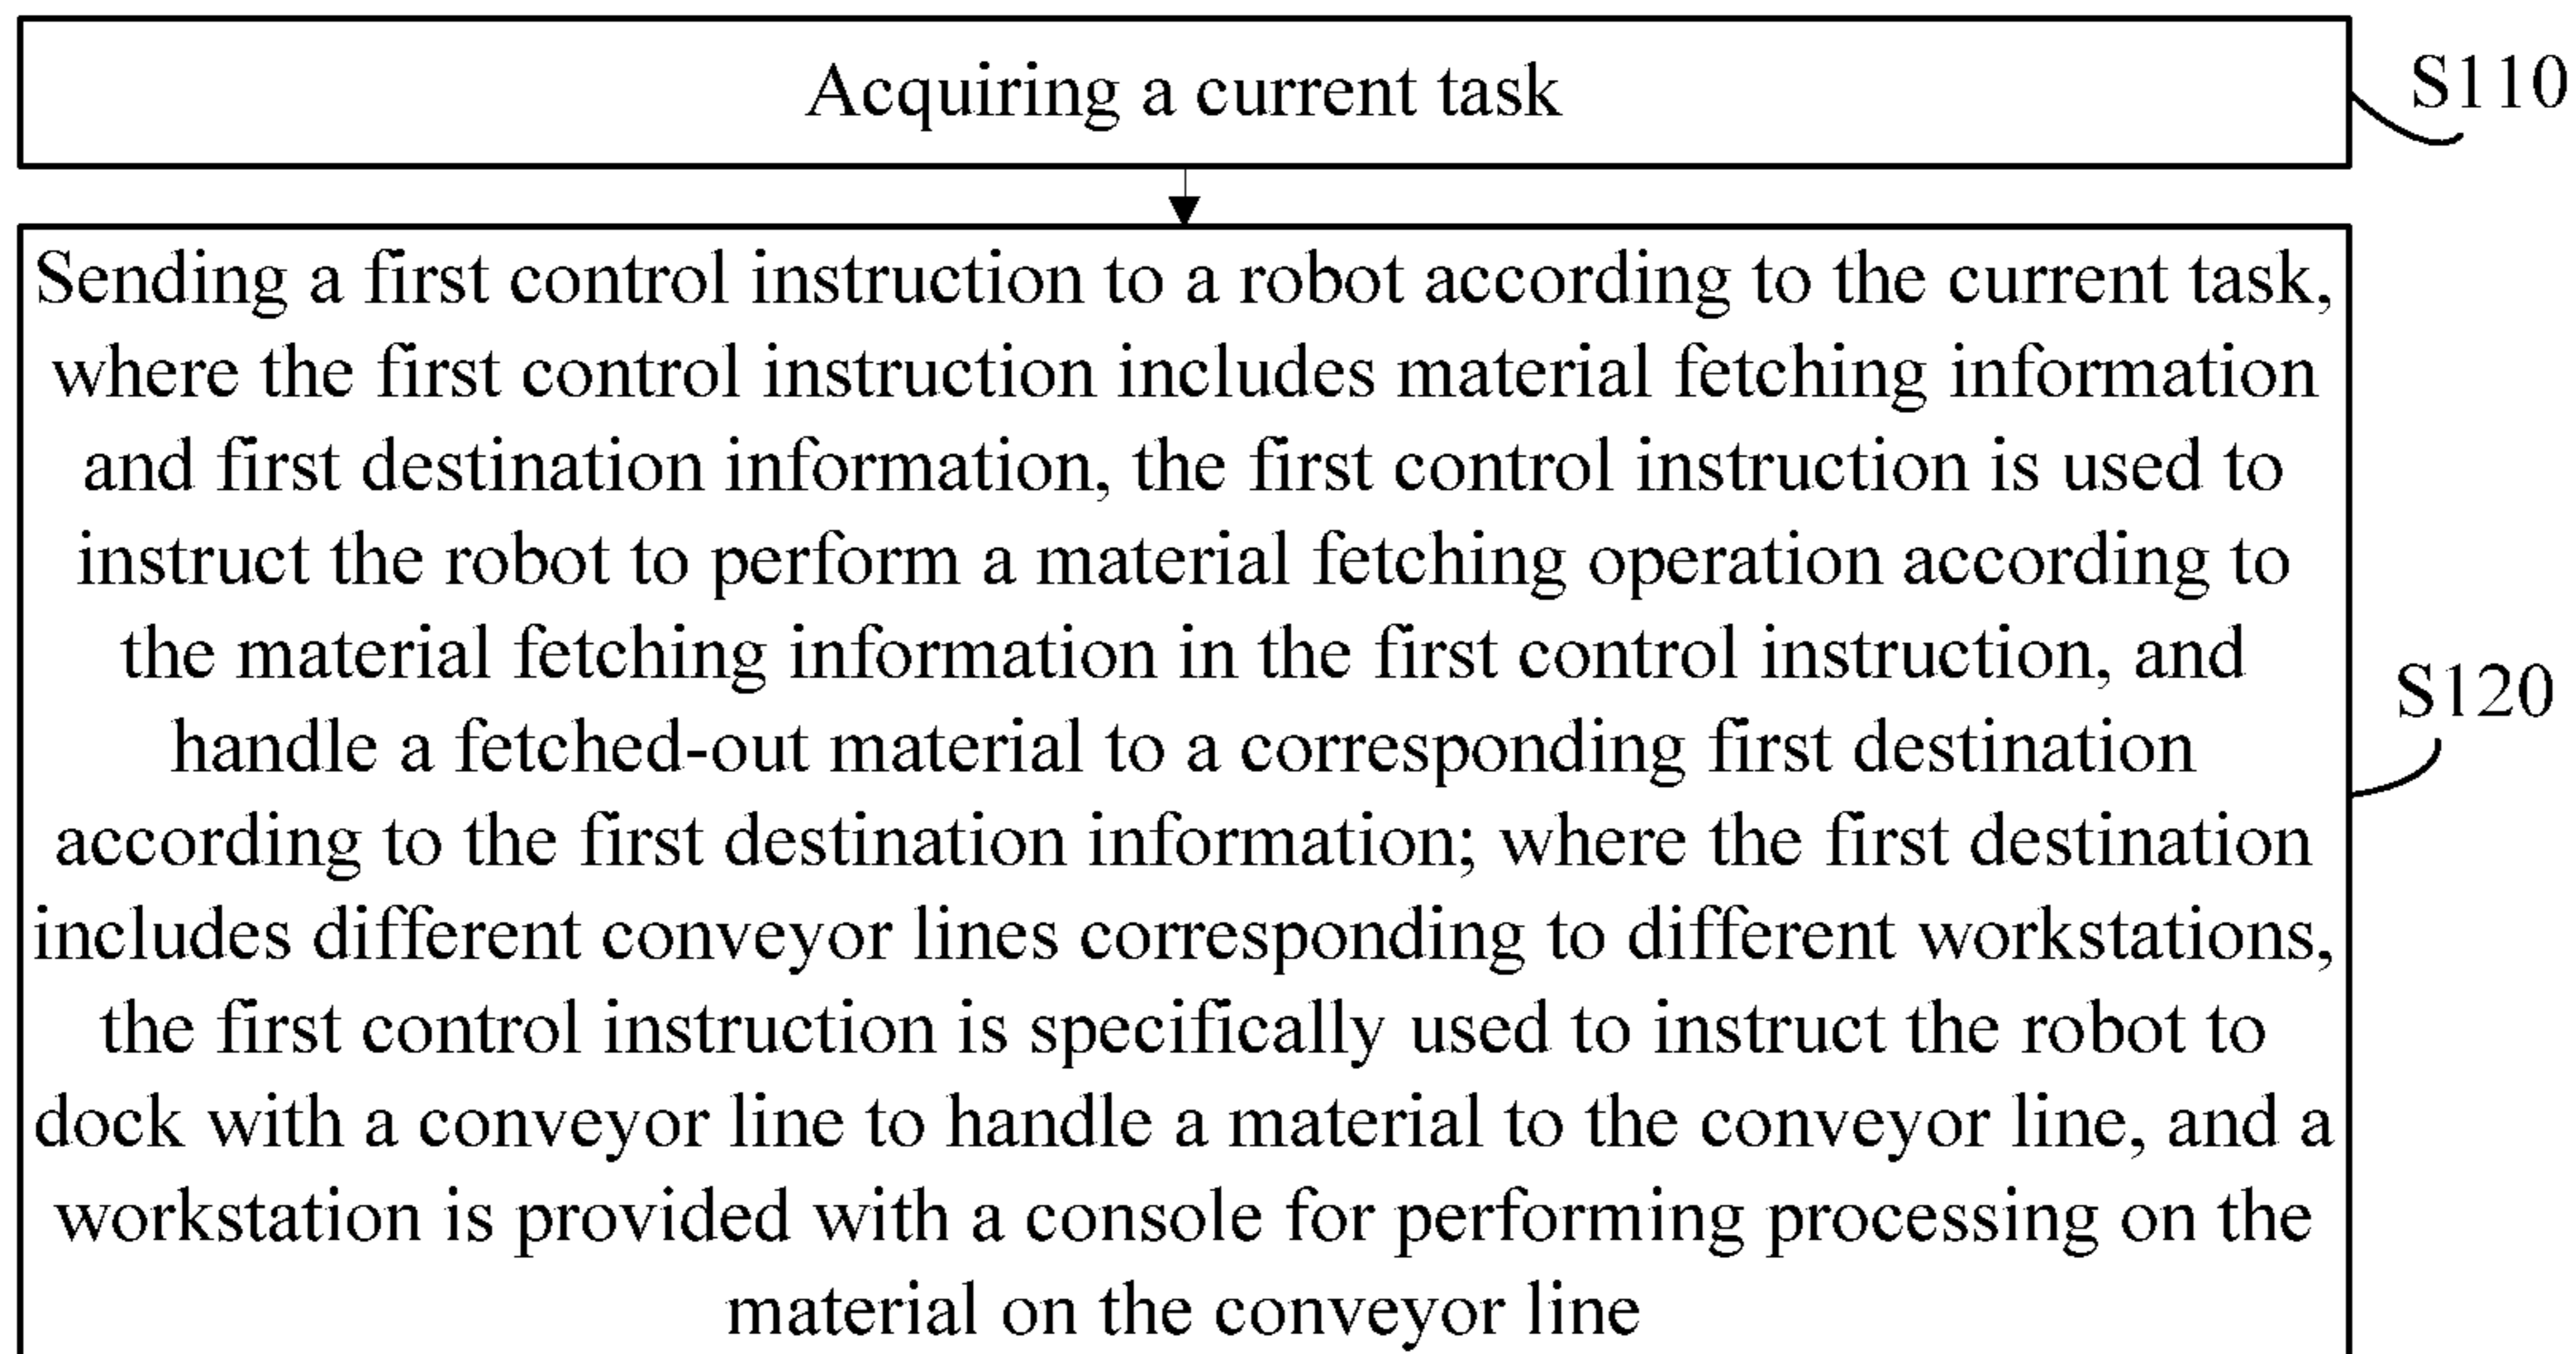 Acquiring a current task
S110
Sending a first control instruction to a robot according to the current task,
where the first control instruction includes material fetching information
and first destination information, the first control instruction is used to
instruct the robot to perform a material fetching operation according to
the material fetching information in the first control instruction, and
handle a fetched-out material to a corresponding first destination
according to the first destination information; where the first destination
includes different conveyor lines corresponding to different workstations,
the first control instruction is specifically used to instruct the robot to
dock with a conveyor line to handle a material to the conveyor line, and a
workstation is provided with a console for performing processing on the
material on the conveyor line
S120